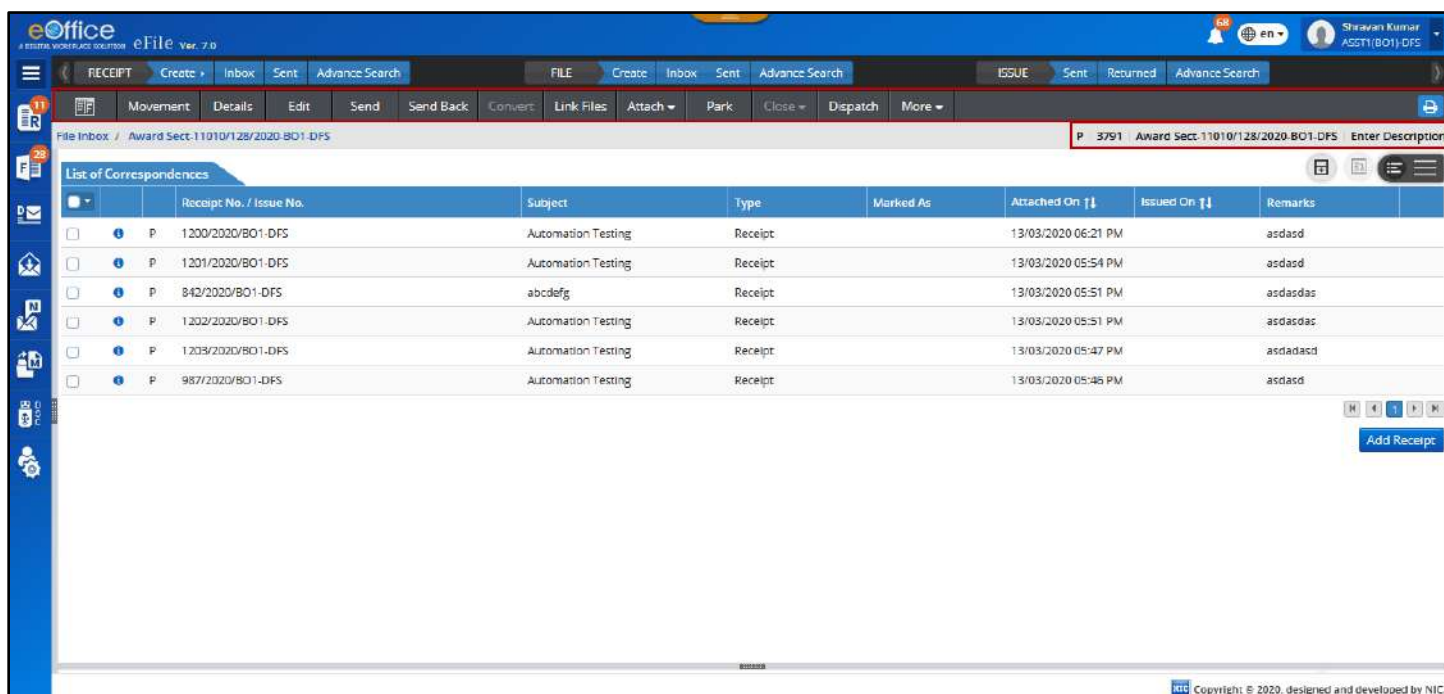 eOffice
A DIGITAL WORKPLACE SOLUTION eFile Ver. 7.0
68 en Shravan Kumar
ASST1(BO1)-DFS
RECEIPT Create Inbox Sent Advance Search FILE Create Inbox Sent Advance Search ISSUE Sent Returned Advance Search
11 R
Movement Details Edit Send Send Back Convert Link Files Attach Park Close Dispatch More
File Inbox / Award Sect-11010/128/2020-BO1-DFS P 3791 Award Sect-11010/128/2020-BO1-DFS Enter Description
28 F
List of Correspondences
Receipt No. / Issue No. Subject Type Marked As Attached On Issued On Remarks
P 1200/2020/BO1-DFS Automation Testing Receipt 13/03/2020 06:21 PM asdasd
P 1201/2020/BO1-DFS Automation Testing Receipt 13/03/2020 05:54 PM asdasd
P 842/2020/BO1-DFS abcdefg Receipt 13/03/2020 05:51 PM asdasdas
P 1202/2020/BO1-DFS Automation Testing Receipt 13/03/2020 05:51 PM asdasdas
P 1203/2020/BO1-DFS Automation Testing Receipt 13/03/2020 05:47 PM asdadasd
P 987/2020/BO1-DFS Automation Testing Receipt 13/03/2020 05:46 PM asdasd
1
Add Receipt
NIC Copyright © 2020, designed and developed by NIC